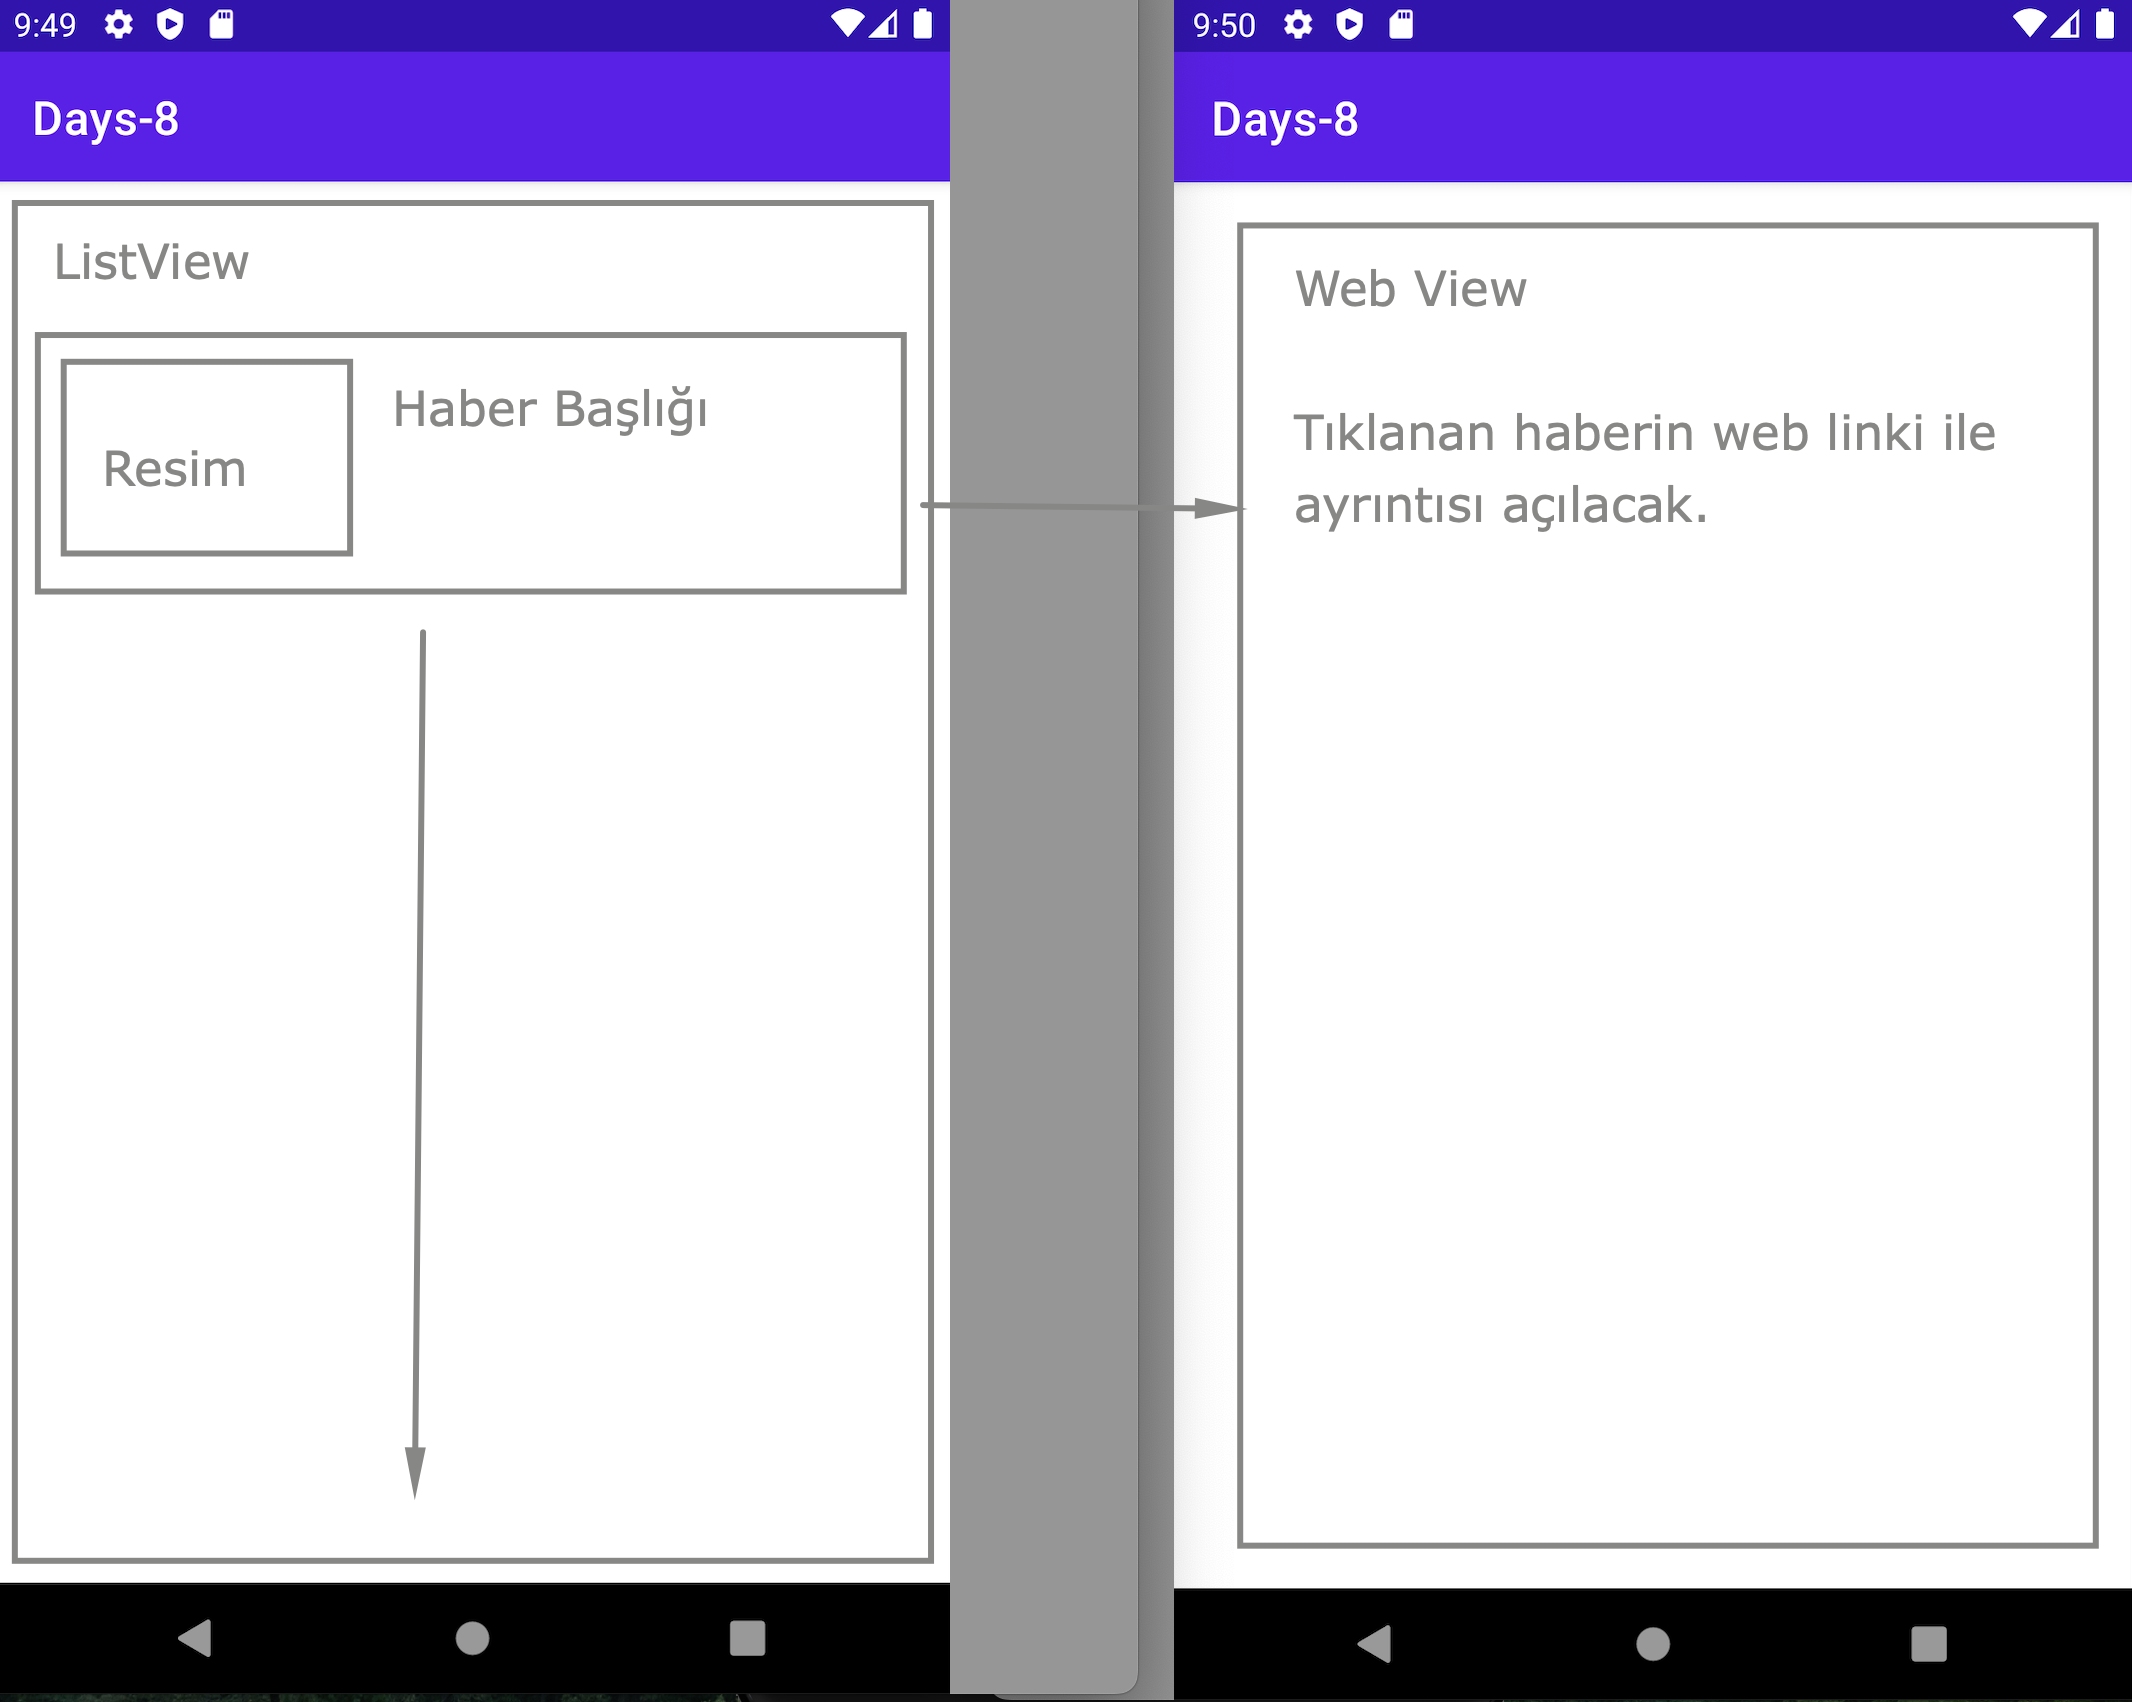 9:49
Days-8
ListView
Resim
Haber Başlığı
9:50
Days-8
Web View
Tıklanan haberin web linki ile
ayrıntısı açılacak.